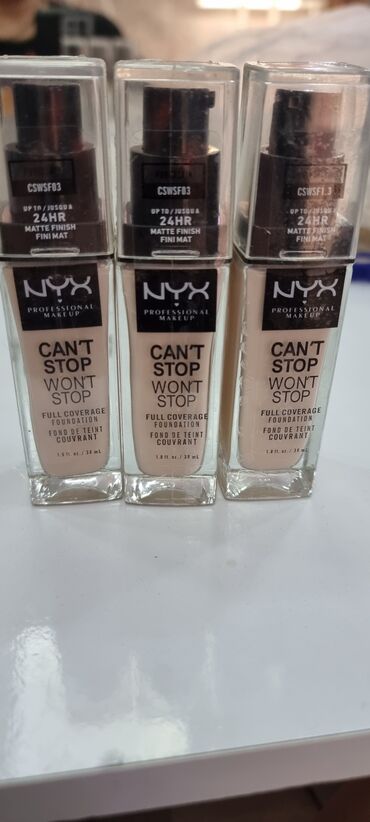 CSWSF03
UP TO / JUSQU'À
24HR
MATTE FINISH
FINI MAT
NYX
PROFESSIONAL
MAKEUP
CAN'T
STOP
WON'T
STOP
FULL COVERAGE
FOUNDATION
FOND DE TEINT
COUVRANT
1.0 fl. oz. / 30 mL
CSWSF03
UP TO / JUSQU'À
24HR
MATTE FINISH
FINI MAT
NYX
PROFESSIONAL
MAKEUP
CAN'T
STOP
WON'T
STOP
FULL COVERAGE
FOUNDATION
FOND DE TEINT
COUVRANT
1.0 fl. oz. / 30 mL
CSWSF1.3
UP TO / JUSQU'À
24HR
MATTE FINISH
FINI MAT
NYX
PROFESSIONAL
MAKEUP
CAN'T
STOP
WON'T
STOP
FULL COVERAGE
FOUNDATION
FOND DE TEINT
COUVRANT
1.0 fl. oz. / 30 mL